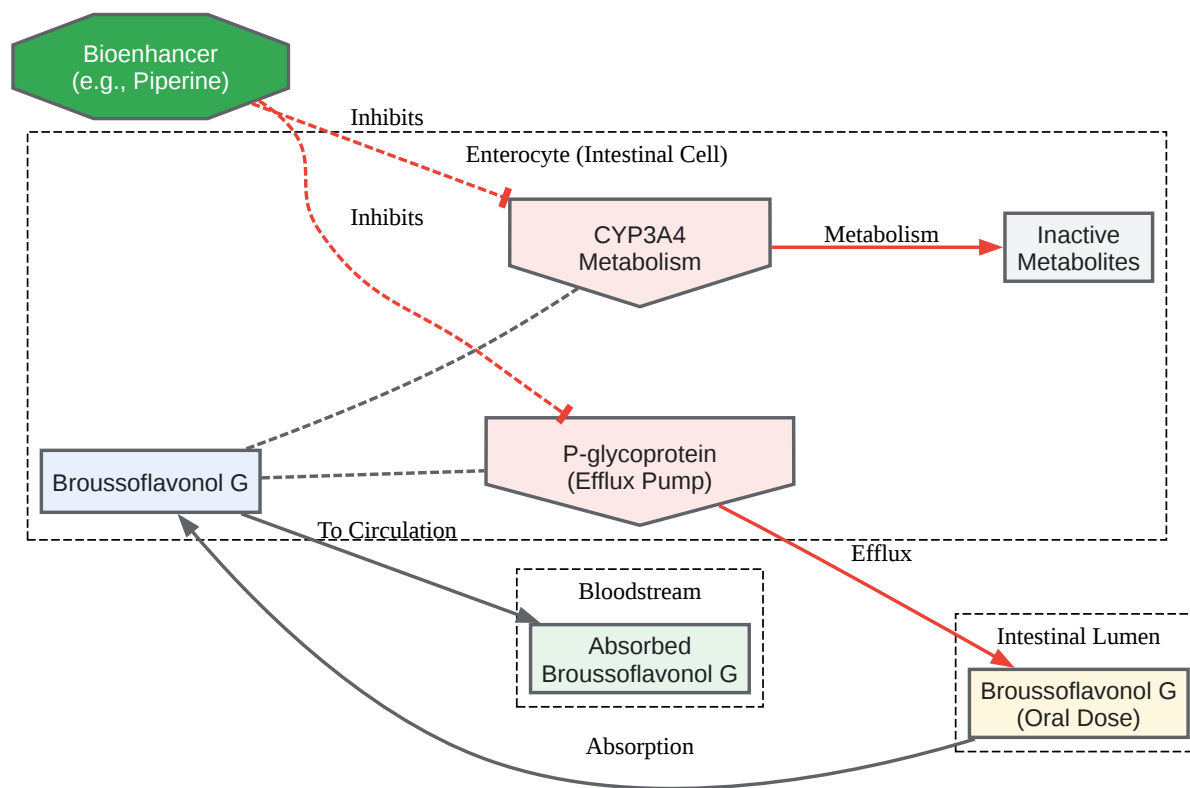 Bioenhancer
(e.g., Piperine)
Inhibits
Enterocyte (Intestinal Cell)
Inhibits
CYP3A4
Metabolism
Metabolism
Inactive
Metabolites
P-glycoprotein
(Efflux Pump)
Broussoflavonol G
To Circulation
Efflux
Bloodstream
Absorbed
Broussoflavonol G
Intestinal Lumen
Broussoflavonol G
(Oral Dose)
Absorption